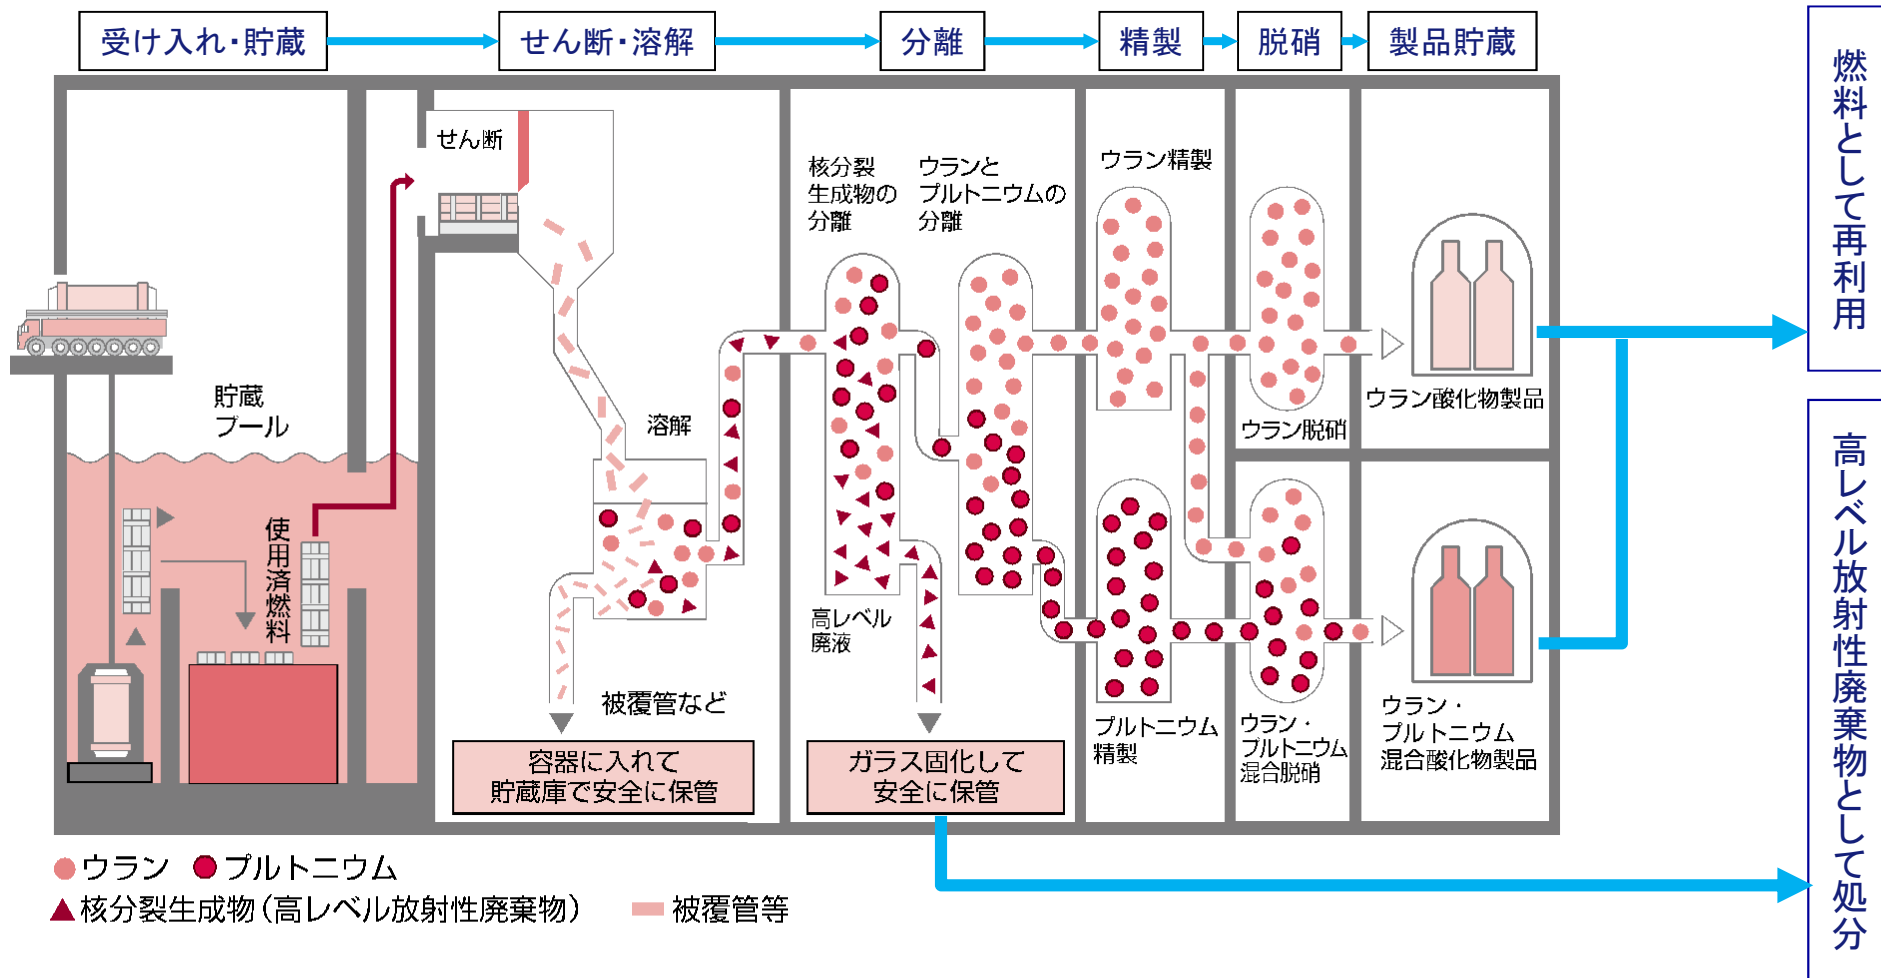 受け入れ・貯蔵
せん断・溶解
分離
精製
脱硝
製品貯蔵
せん断
貯蔵
プール
使用済燃料
溶解
被覆管など
容器に入れて
貯蔵庫で安全に保管
核分裂
生成物の
分離
ウランと
プルトニウムの
分離
高レベル
廃液
ガラス固化して
安全に保管
ウラン精製
プルトニウム
精製
ウラン脱硝
ウラン・
プルトニウム
混合脱硝
ウラン酸化物製品
ウラン・
プルトニウム
混合酸化物製品
燃料として再利用
高レベル放射性廃棄物として処分
ウラン
プルトニウム
核分裂生成物(高レベル放射性廃棄物)
被覆管等